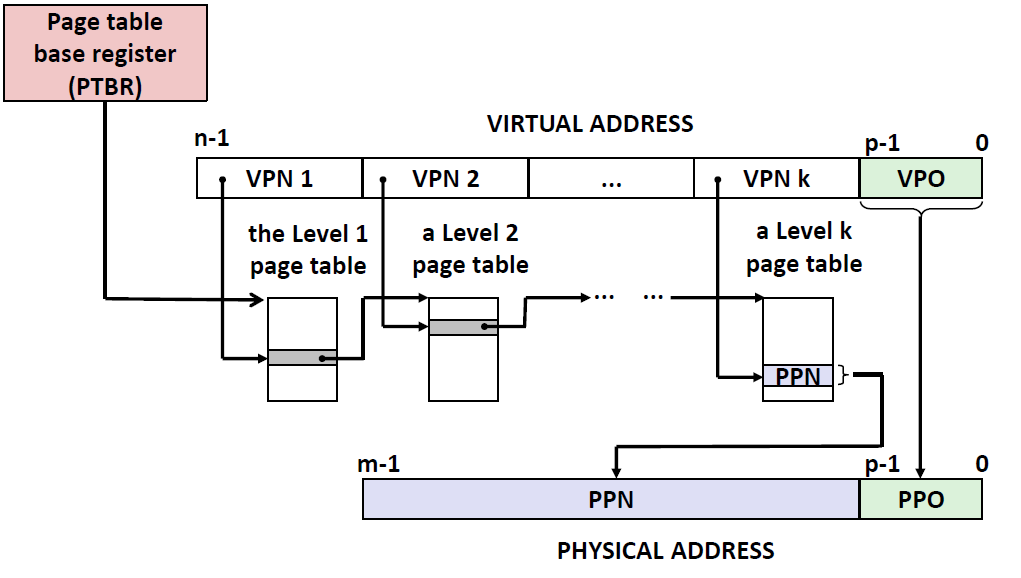 Page table
base register
(PTBR)
VIRTUAL ADDRESS
n-1
p-1
0
VPN 1
VPN 2
...
VPN k
VPO
the Level 1
page table
a Level 2
page table
a Level k
page table
...
...
PPN
m-1
p-1
0
PPN
PPO
PHYSICAL ADDRESS